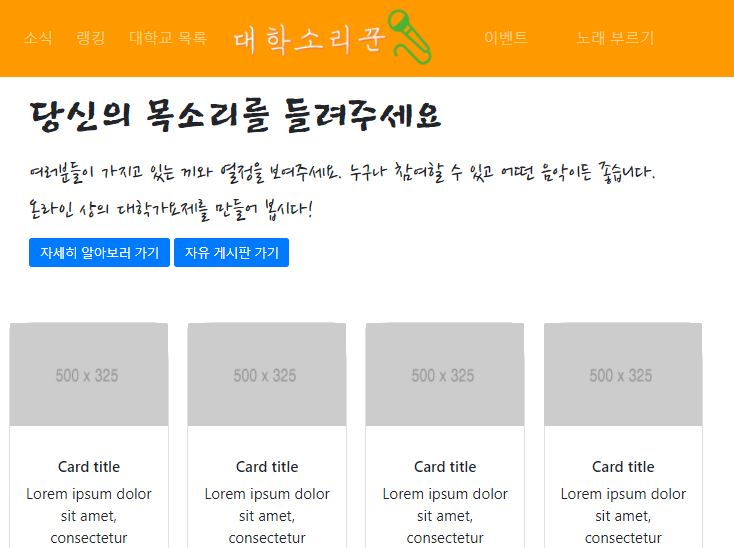 소식 랭킹 대학교 목록 대학소리꾼 이벤트 노래 부르기
당신의 목소리를 들려주세요
여러분들이 가지고 있는 끼와 열정을 보여주세요. 누구나 참여할 수 있고 어떤 음악이든 좋습니다.
온라인 상의 대학가요제를 만들어 봅시다!
자세히 알아보러 가기 자유 게시판 가기
500 x 325 500 x 325 500 x 325 500 x 325
Card title Card title Card title Card title
Lorem ipsum dolor Lorem ipsum dolor Lorem ipsum dolor Lorem ipsum dolor
sit amet, sit amet, sit amet, sit amet,
consectetur consectetur consectetur consectetur